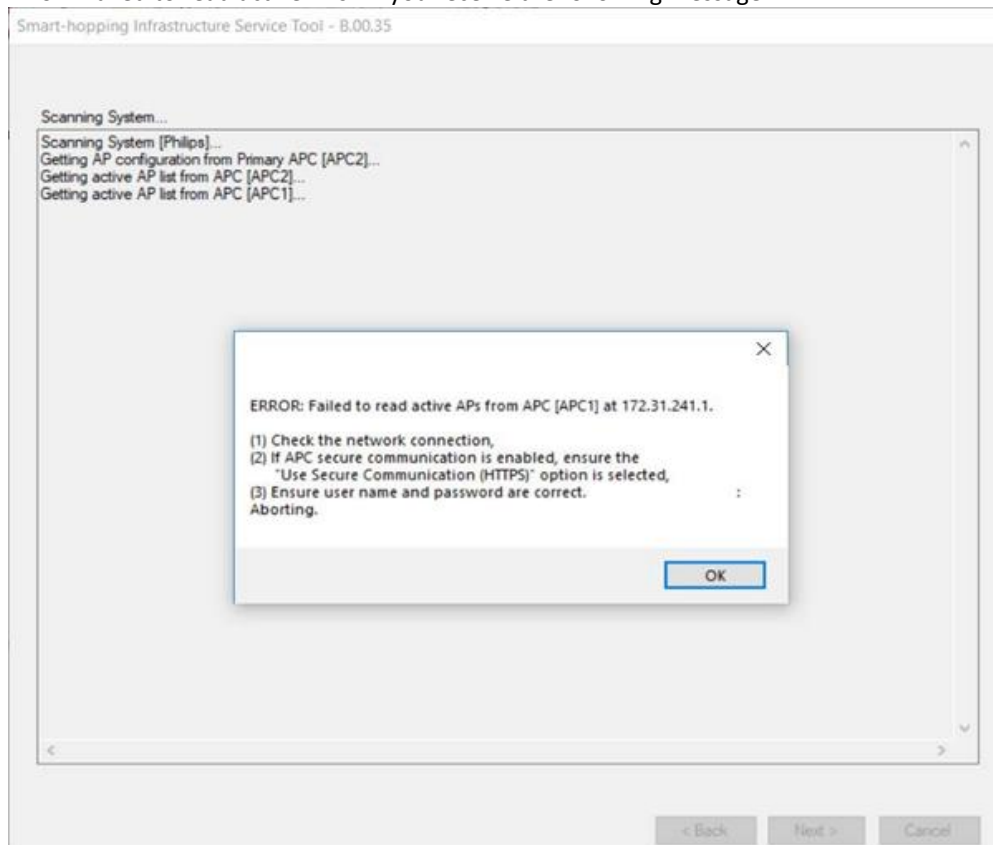 Smart-hopping Infrastructure Service Tool - B.00.35
Scanning System...
Scanning System [Philips]...
Getting AP configuration from Primary APC [APC2]...
Getting active AP list from APC [APC2]...
Getting active AP list from APC [APC1]...
ERROR: Failed to read active APs from APC [APC1] at 172.31.241.1.
(1) Check the network connection,
(2) If APC secure communication is enabled, ensure the
"Use Secure Communication (HTTPS)" option is selected,
(3) Ensure user name and password are correct. :
Aborting.
OK
< Back
Next >
Cancel